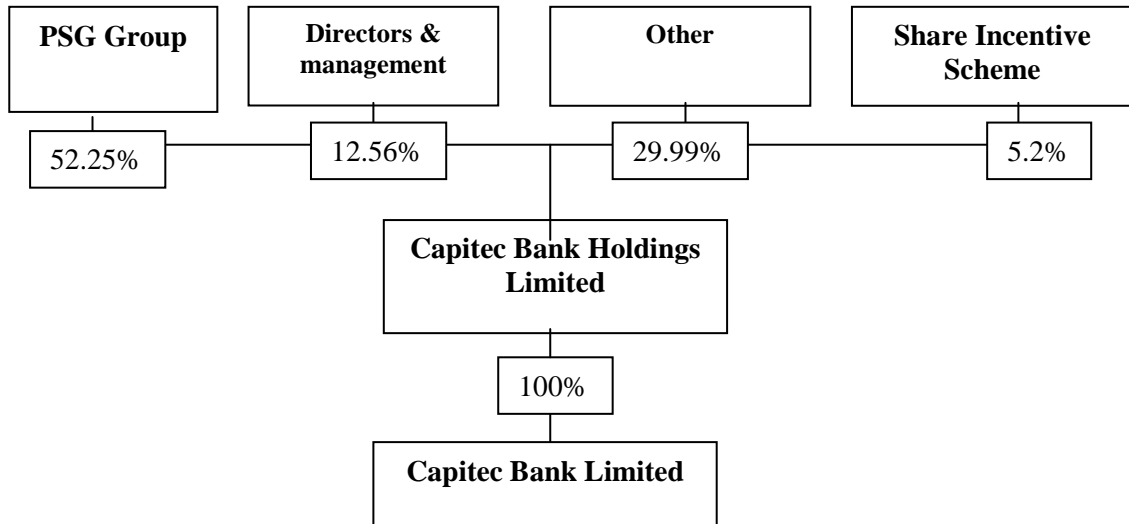 PSG Group
Directors &
management
Other
Share Incentive
Scheme
52.25%
12.56%
29.99%
5.2%
Capitec Bank Holdings
Limited
100%
Capitec Bank Limited